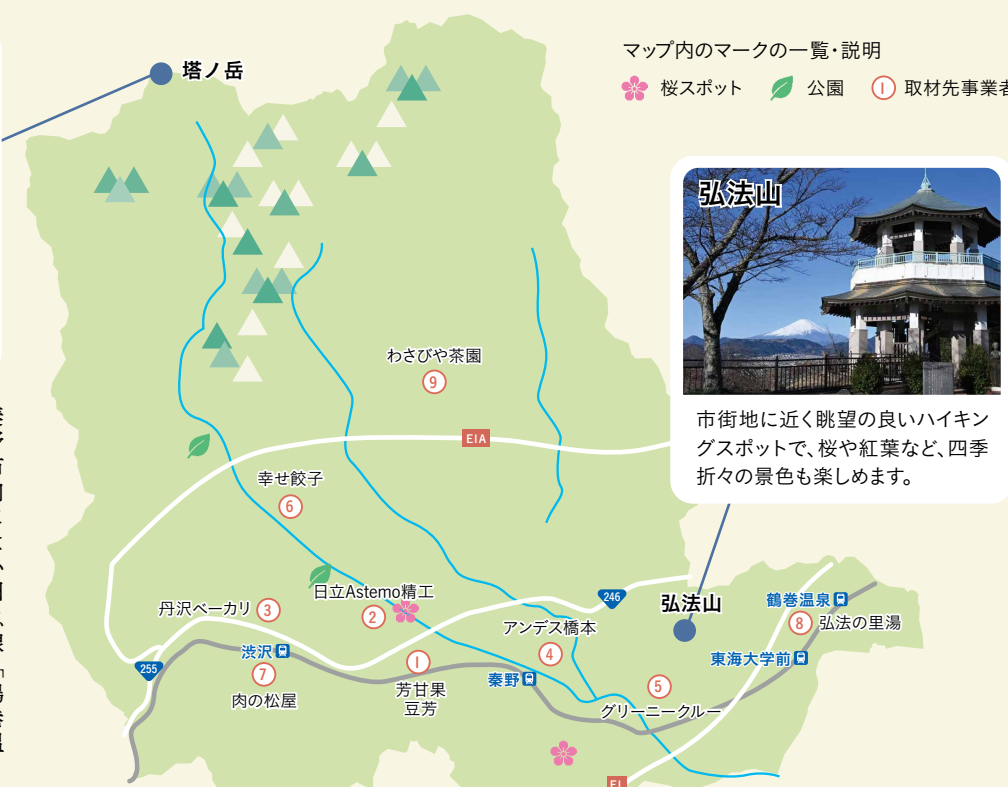 マップ内のマークの一覧・説明
桜スポット
公園
1 取材先事業者
塔ノ岳
弘法山
市街地に近く眺望の良いハイキン
グスポットで、桜や紅葉など、四季
折々の景色も楽しめます。
わさびや茶園
9
E1A
幸せ餃子
6
日立Astemo精工
2
丹沢ベーカリ 3
渋沢
7
肉の松屋
255
1
芳甘果
豆芳
246
アンデス橋本
4
秦野
弘法山
5
グリーニークルー
鶴巻温泉
8 弘法の里湯
東海大学前
E1